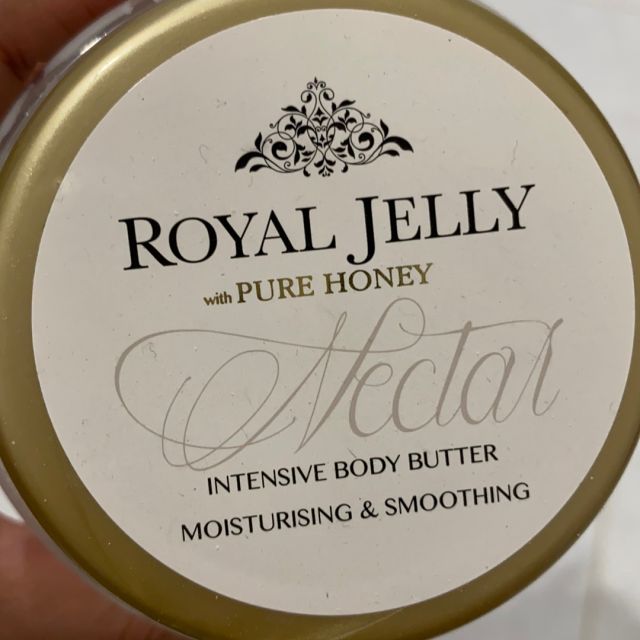 ROYAL JELLY
with PURE HONEY
Nectar
INTENSIVE BODY BUTTER
MOISTURISING & SMOOTHING